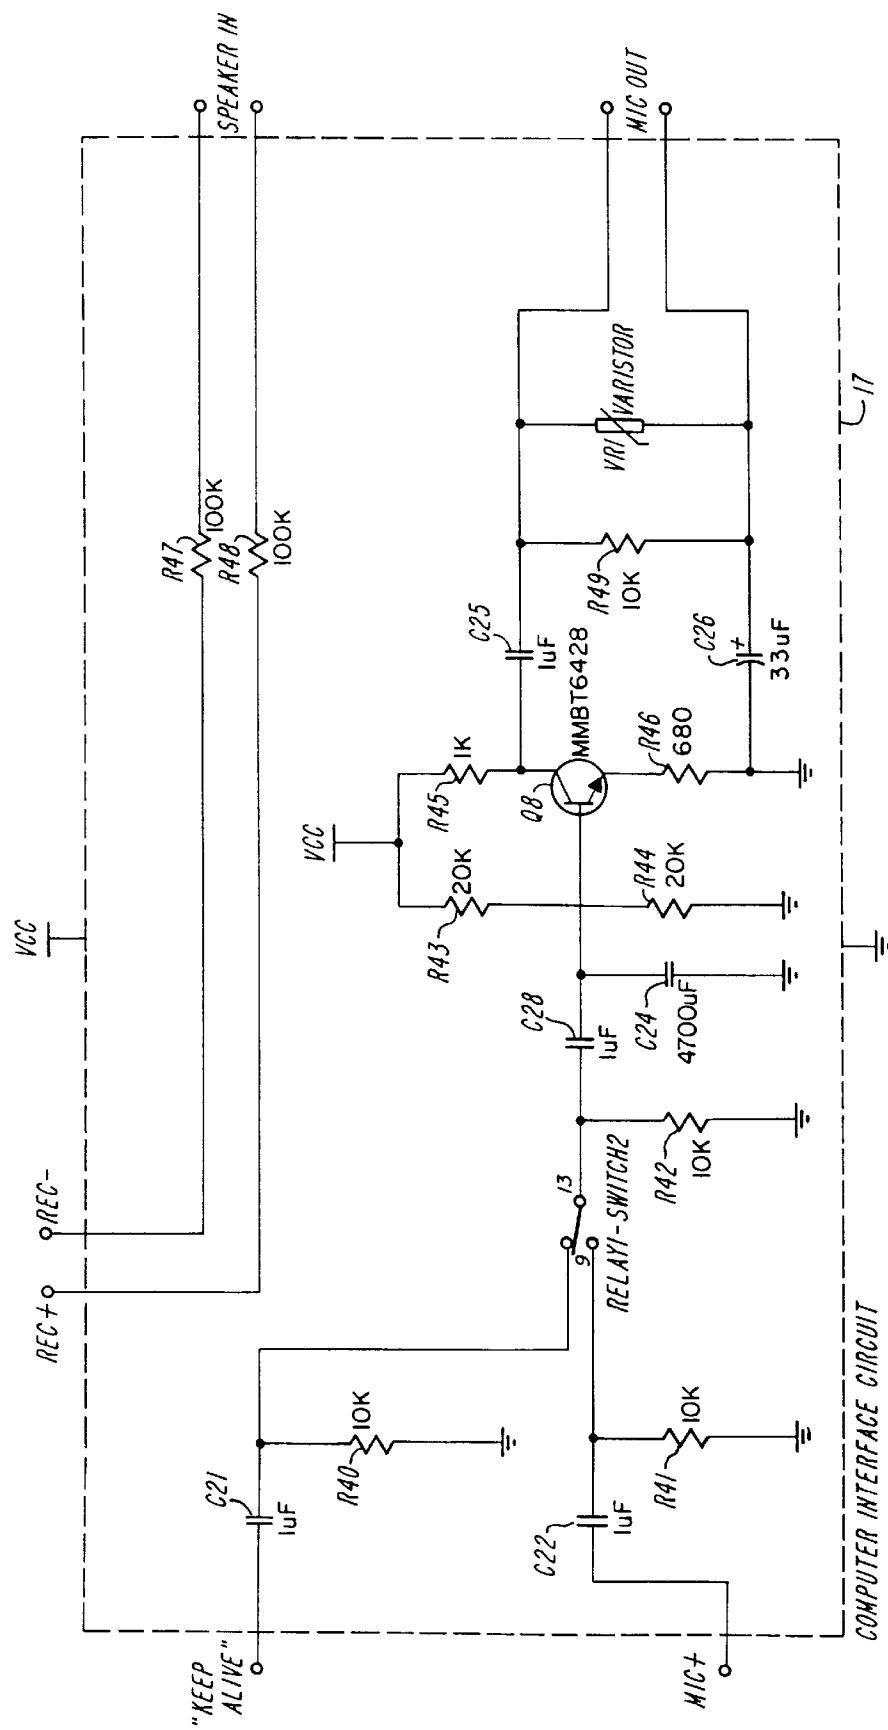 "KEEP
ALIVE"
MIC+
C21
1uF
R40
10K
C22
1uF
R41
10K
REC+
REC-
RELAY1-SWITCH2
9
13
R42
10K
C28
1uF
C24
4700uF
VCC
VCC
R43
20K
R44
20K
R45
1K
Q8
MMBT6428
R46
680
C25
1uF
C26
+
33uF
R47
100K
R48
100K
R49
10K
VR1
VARISTOR
SPEAKER IN
MIC OUT
17
COMPUTER INTERFACE CIRCUIT